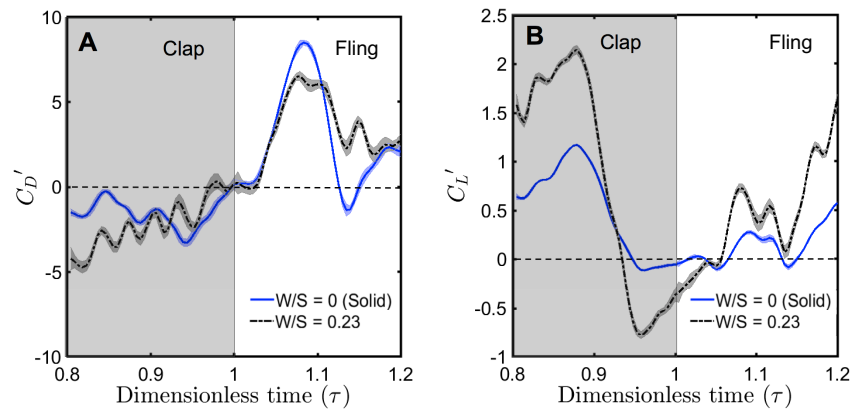 A
Clap
Fling
10
5
0
-5
-10
C_D'
W/S = 0 (Solid)
W/S = 0.23
0.8
0.9
1
1.1
1.2
Dimensionless time (τ)
B
Clap
Fling
2.5
2
1.5
1
0.5
0
-0.5
-1
C_L'
W/S = 0 (Solid)
W/S = 0.23
0.8
0.9
1
1.1
1.2
Dimensionless time (τ)